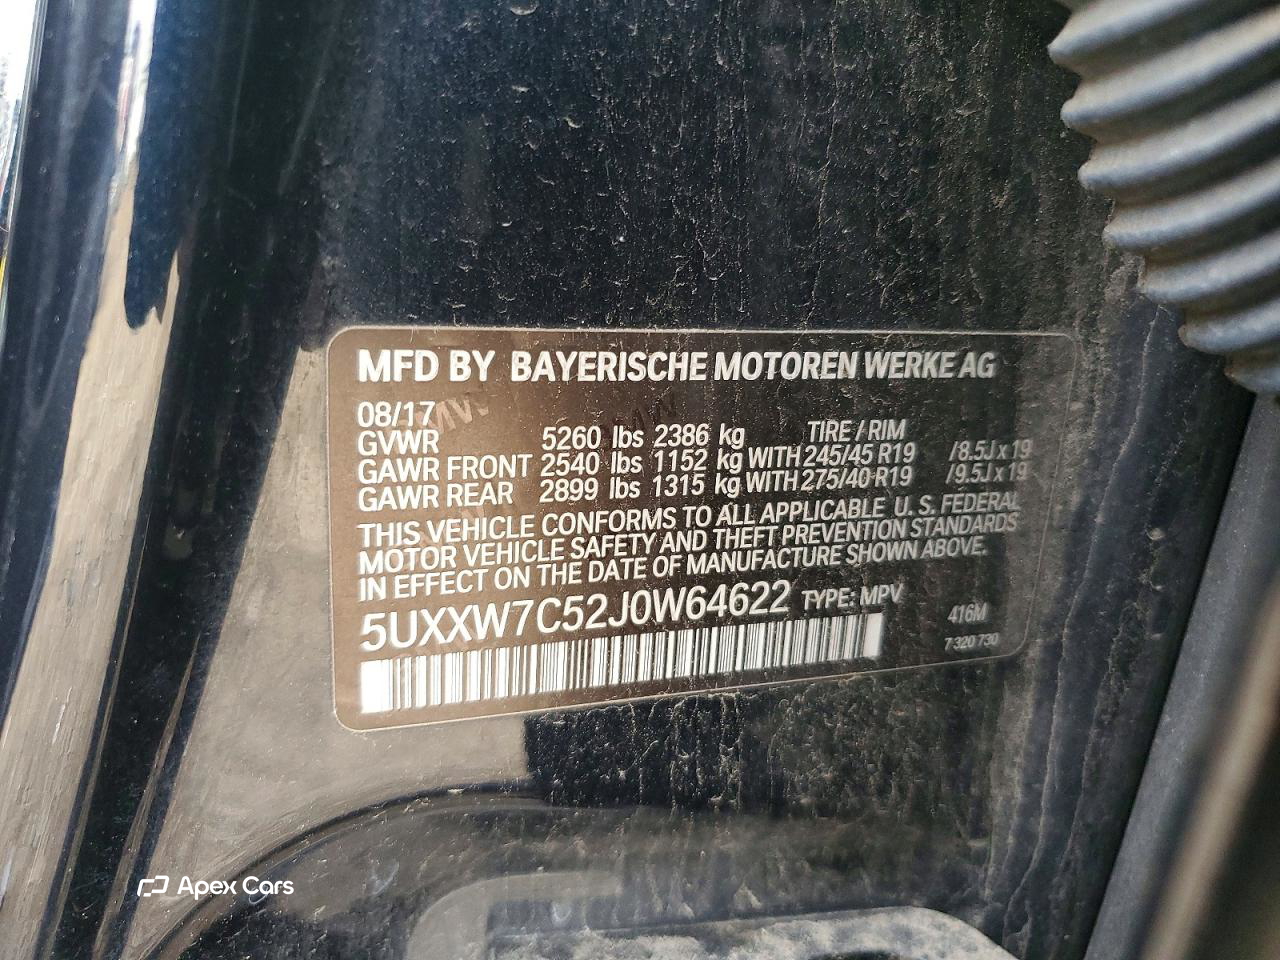 MFD BY BAYERISCHE MOTOREN WERKE AG
08/17
GVWR 5260 lbs 2386 kg TIRE / RIM
GAWR FRONT 2540 lbs 1152 kg WITH 245/45 R19 /8.5J x 19
GAWR REAR 2899 lbs 1315 kg WITH 275/40 R19 /9.5J x 19
THIS VEHICLE CONFORMS TO ALL APPLICABLE U. S. FEDERAL
MOTOR VEHICLE SAFETY AND THEFT PREVENTION STANDARDS
IN EFFECT ON THE DATE OF MANUFACTURE SHOWN ABOVE.
5UXXW7C52J0W64622 TYPE: MPV
416M
7 320 730
Apex Cars